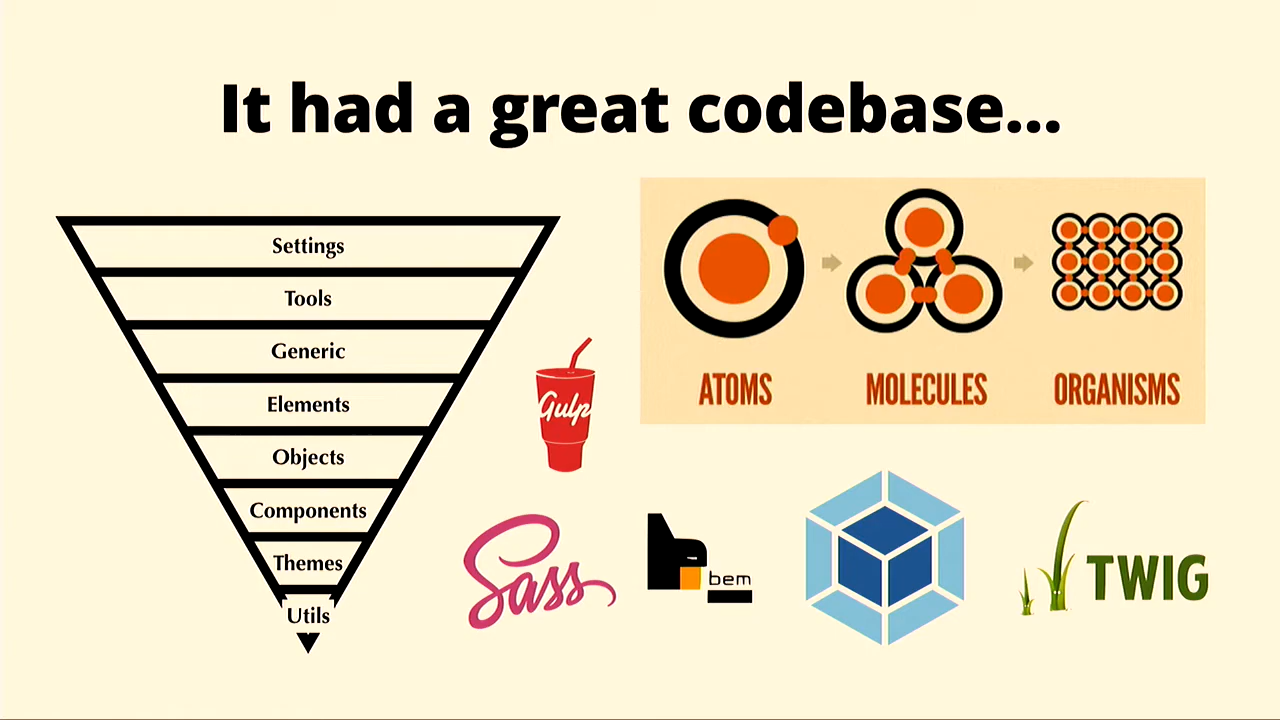 It had a great codebase...
Settings
Tools
Generic
Elements
Objects
Components
Themes
Utils
Gulp
ATOMS
MOLECULES
ORGANISMS
Sass
bem
TWIG